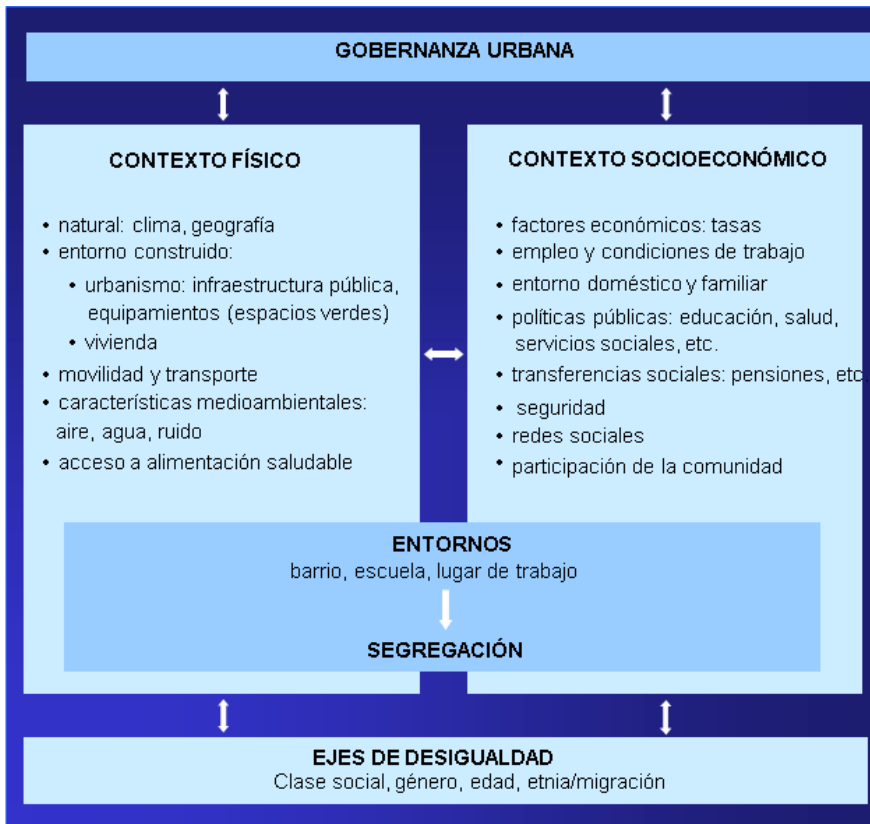 GOBERNANZA URBANA
CONTEXTO FÍSICO
• natural: clima, geografía
• entorno construido:
• urbanismo: infraestructura pública,
equipamientos (espacios verdes)
• vivienda
• movilidad y transporte
• características medioambientales:
aire, agua, ruido
• acceso a alimentación saludable
CONTEXTO SOCIOECONÓMICO
• factores económicos: tasas
• empleo y condiciones de trabajo
• entorno doméstico y familiar
• políticas públicas: educación, salud,
servicios sociales, etc.
• transferencias sociales: pensiones, etc.
• seguridad
• redes sociales
• participación de la comunidad
ENTORNOS
barrio, escuela, lugar de trabajo
SEGREGACIÓN
EJES DE DESIGUALDAD
Clase social, género, edad, etnia/migración